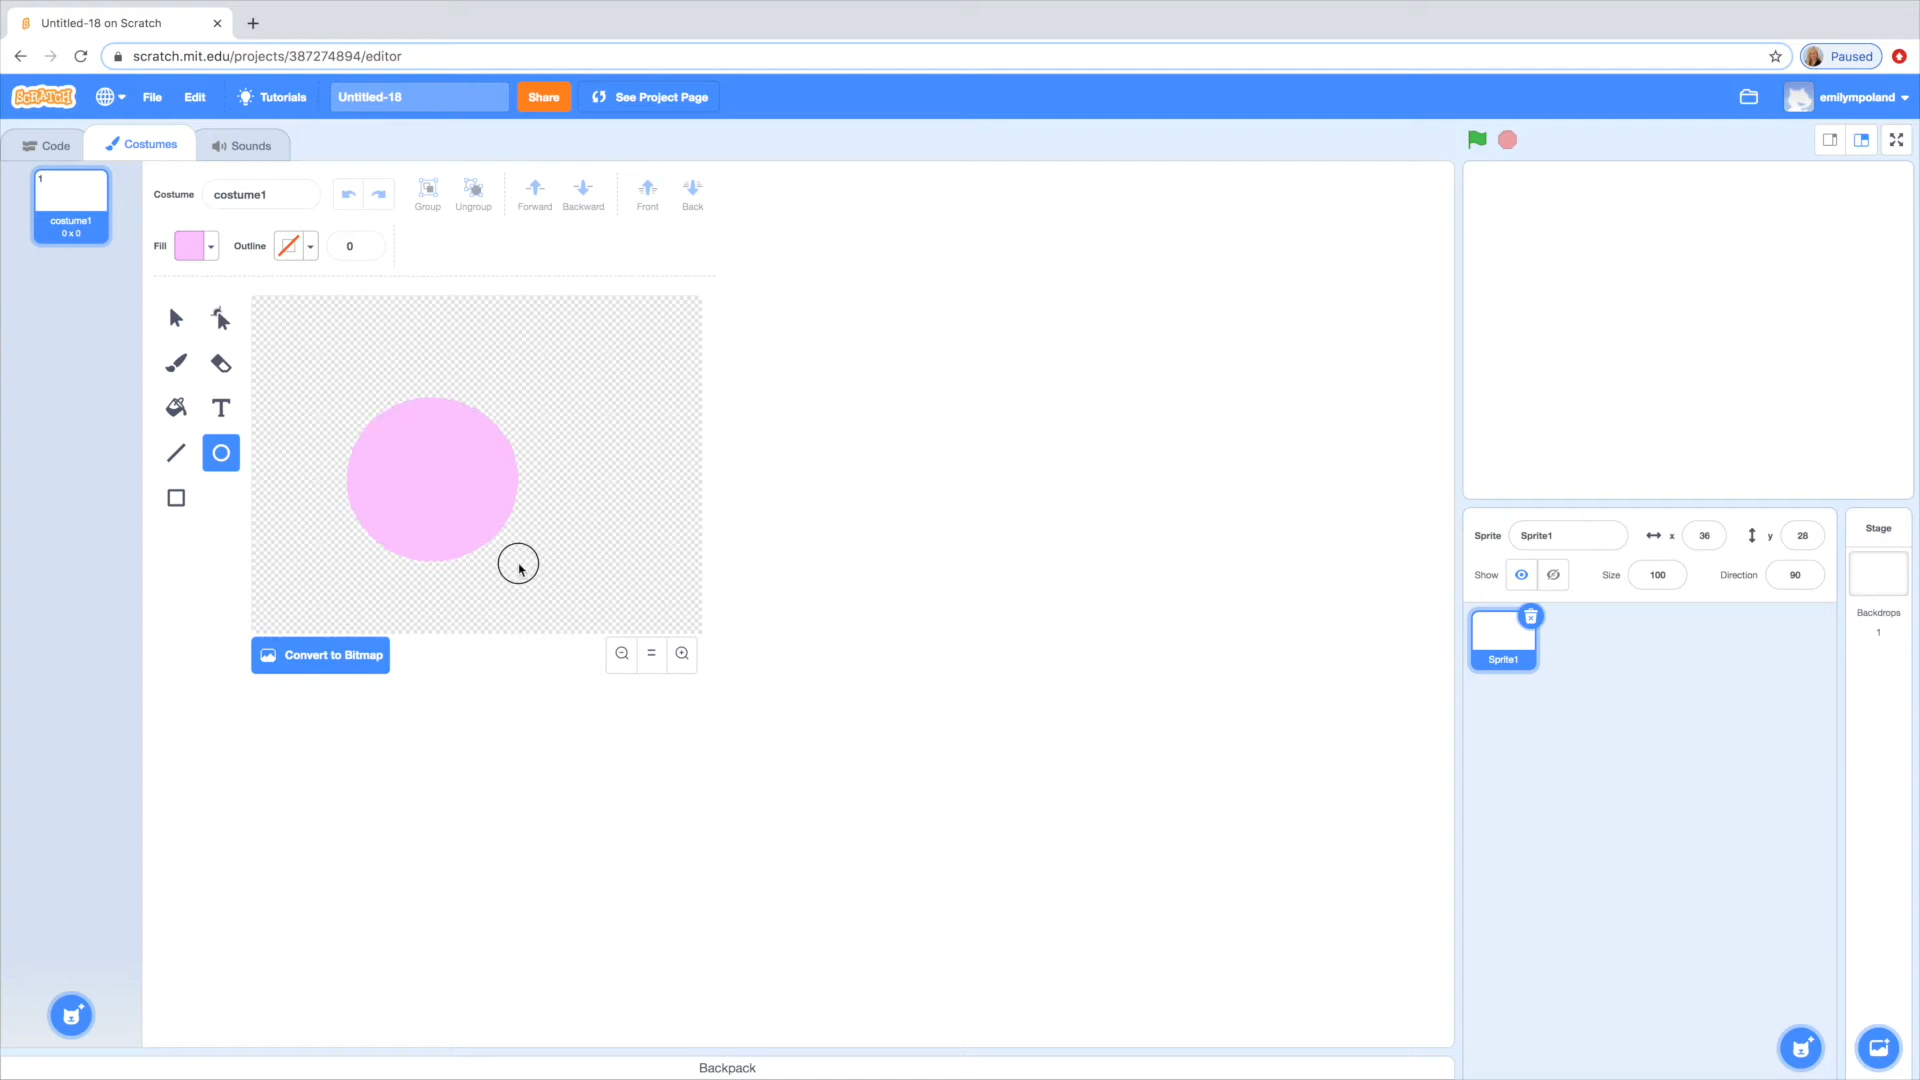 Untitled-18 on Scratch
scratch.mit.edu/projects/387274894/editor
Paused
SCRATCH
File
Edit
Tutorials
Untitled-18
Share
See Project Page
emilympoland
Code
Costumes
Sounds
1
costume1
0 x 0
Costume
costume1
Group
Ungroup
Forward
Backward
Front
Back
Fill
Outline
0
T
Convert to Bitmap
=
Sprite
Sprite1
x
36
y
28
Show
Size
100
Direction
90
Sprite1
Stage
Backdrops
1
Backpack